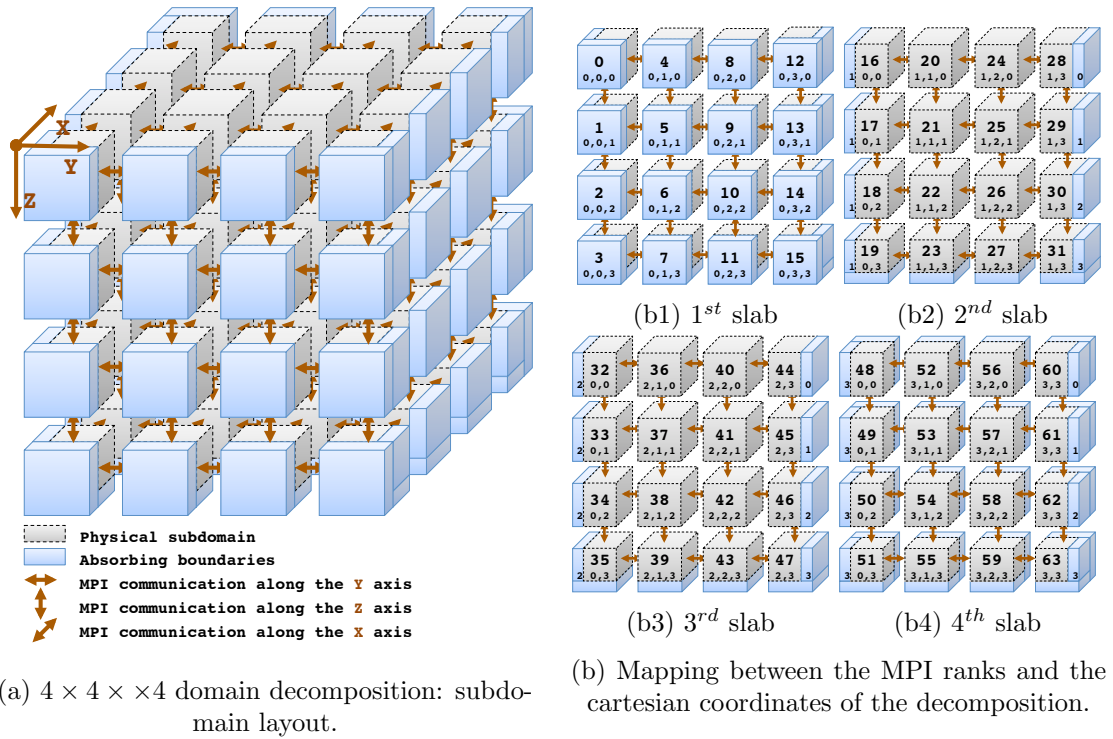 X
Y
Z
Physical subdomain
Absorbing boundaries
MPI communication along the Y axis
MPI communication along the Z axis
MPI communication along the X axis
(a) 4 × 4 × ×4 domain decomposition: subdo-
main layout.
0 4 8 12
0,0,0 0,1,0 0,2,0 0,3,0
1 5 9 13
0,0,1 0,1,1 0,2,1 0,3,1
2 6 10 14
0,0,2 0,1,2 0,2,2 0,3,2
3 7 11 15
0,0,3 0,1,3 0,2,3 0,3,3
(b1) 1st slab
16 20 24 28
1 0,0 1,1,0 1,2,0 1,3 0
17 21 25 29
1 0,1 1,1,1 1,2,1 1,3 1
18 22 26 30
1 0,2 1,1,2 1,2,2 1,3 2
19 23 27 31
1 0,3 1,1,3 1,2,3 1,3 3
(b2) 2nd slab
32 36 40 44
2 0,0 2,1,0 2,2,0 2,3 0
33 37 41 45
2 0,1 2,1,1 2,2,1 2,3 1
34 38 42 46
2 0,2 2,1,2 2,2,2 2,3 2
35 39 43 47
2 0,3 2,1,3 2,2,3 2,3 3
(b3) 3rd slab
48 52 56 60
3 0,0 3,1,0 3,2,0 3,3 0
49 53 57 61
3 0,1 3,1,1 3,2,1 3,3 1
50 54 58 62
3 0,2 3,1,2 3,2,2 3,3 2
51 55 59 63
3 0,3 3,1,3 3,2,3 3,3 3
(b4) 4th slab
(b) Mapping between the MPI ranks and the
cartesian coordinates of the decomposition.